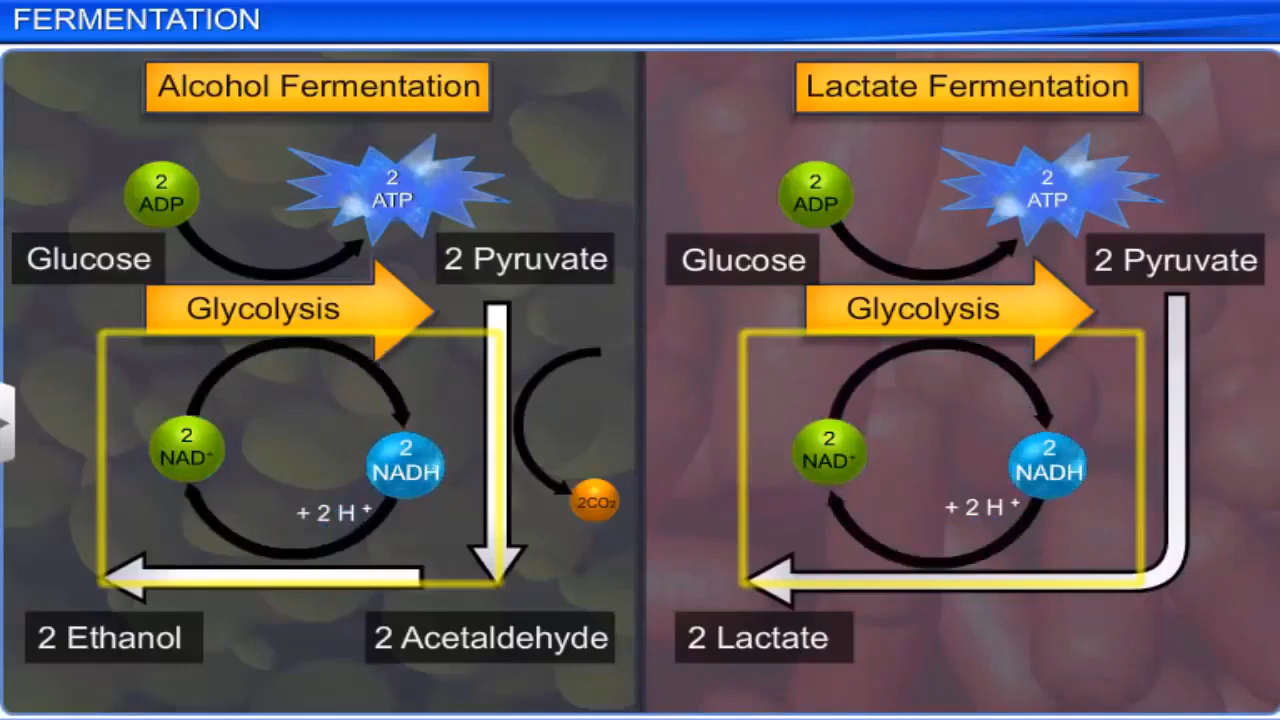 FERMENTATION
Alcohol Fermentation
2
ADP
2
ATP
Glucose
2 Pyruvate
Glycolysis
2
NAD⁺
2
NADH
+ 2 H⁺
2CO₂
2 Ethanol
2 Acetaldehyde
Lactate Fermentation
2
ADP
2
ATP
Glucose
2 Pyruvate
Glycolysis
2
NAD⁺
2
NADH
+ 2 H⁺
2 Lactate